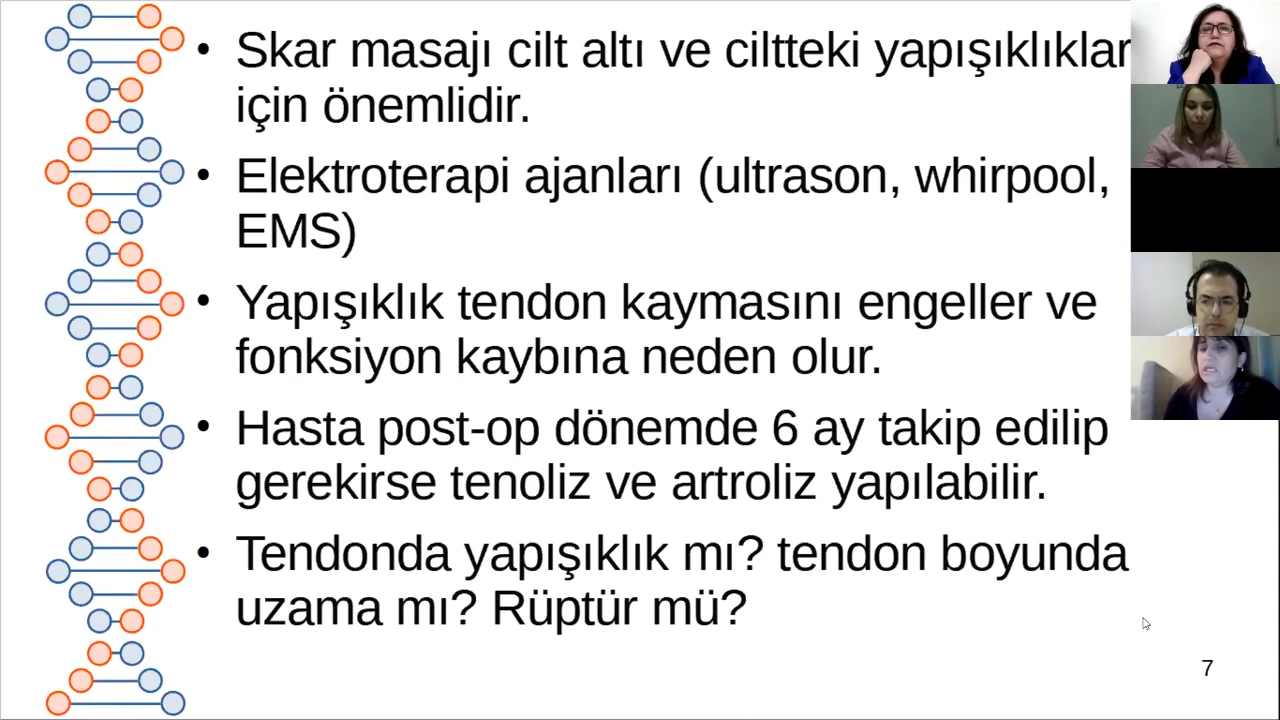 • Skar masajı cilt altı ve ciltteki yapışıklıklar
için önemlidir.
• Elektroterapi ajanları (ultrason, whirpool,
EMS)
• Yapışıklık tendon kaymasını engeller ve
fonksiyon kaybına neden olur.
• Hasta post-op dönemde 6 ay takip edilip
gerekirse tenoliz ve artroliz yapılabilir.
• Tendonda yapışıklık mı? tendon boyunda
uzama mı? Rüptür mü?
7